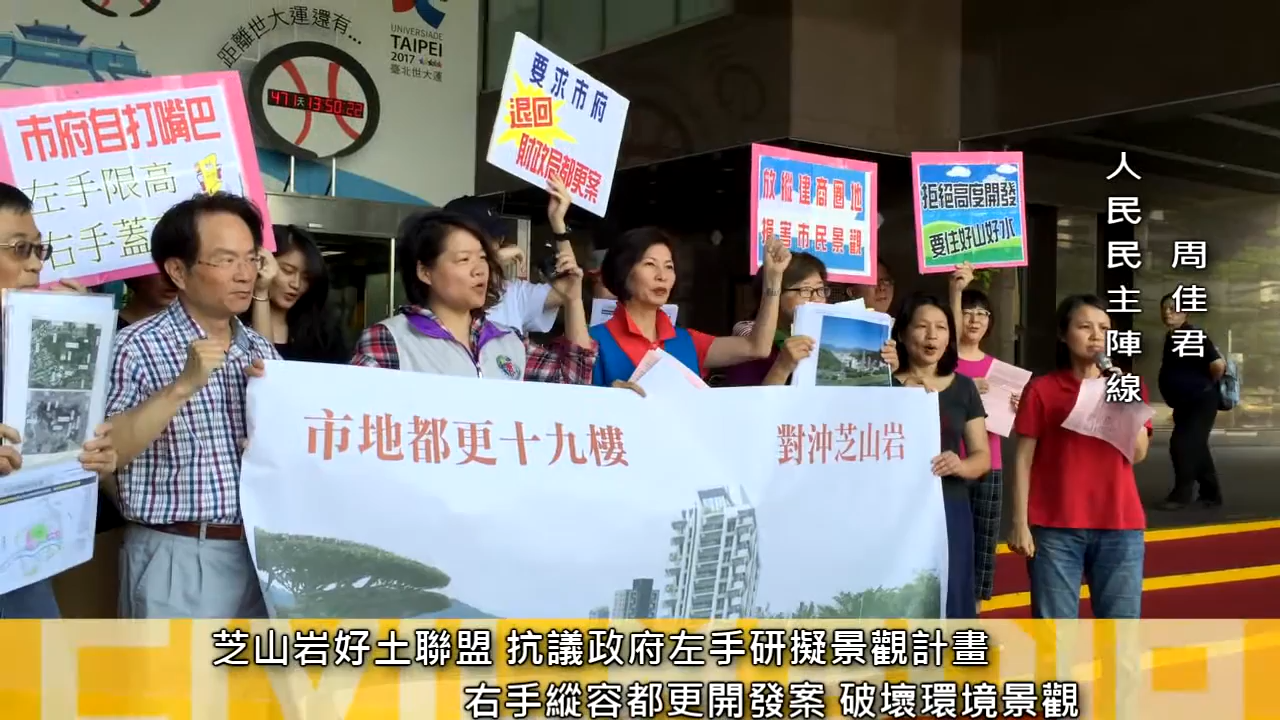 距離世大運還有...
471天13:50:22
UNIVERSIADE
TAIPEI
2017
臺北世大運
市府自打嘴巴
左手限高
右手蓋
要求市府
退回
財政局都更案
放縱建商圈地
損害市民景觀
拒絕高度開發
要住好山好水
人民民主陣線
周佳君
市地都更十九樓
對沖芝山岩
芝山岩好土聯盟 抗議政府左手研擬景觀計畫
右手縱容都更開發案 破壞環境景觀